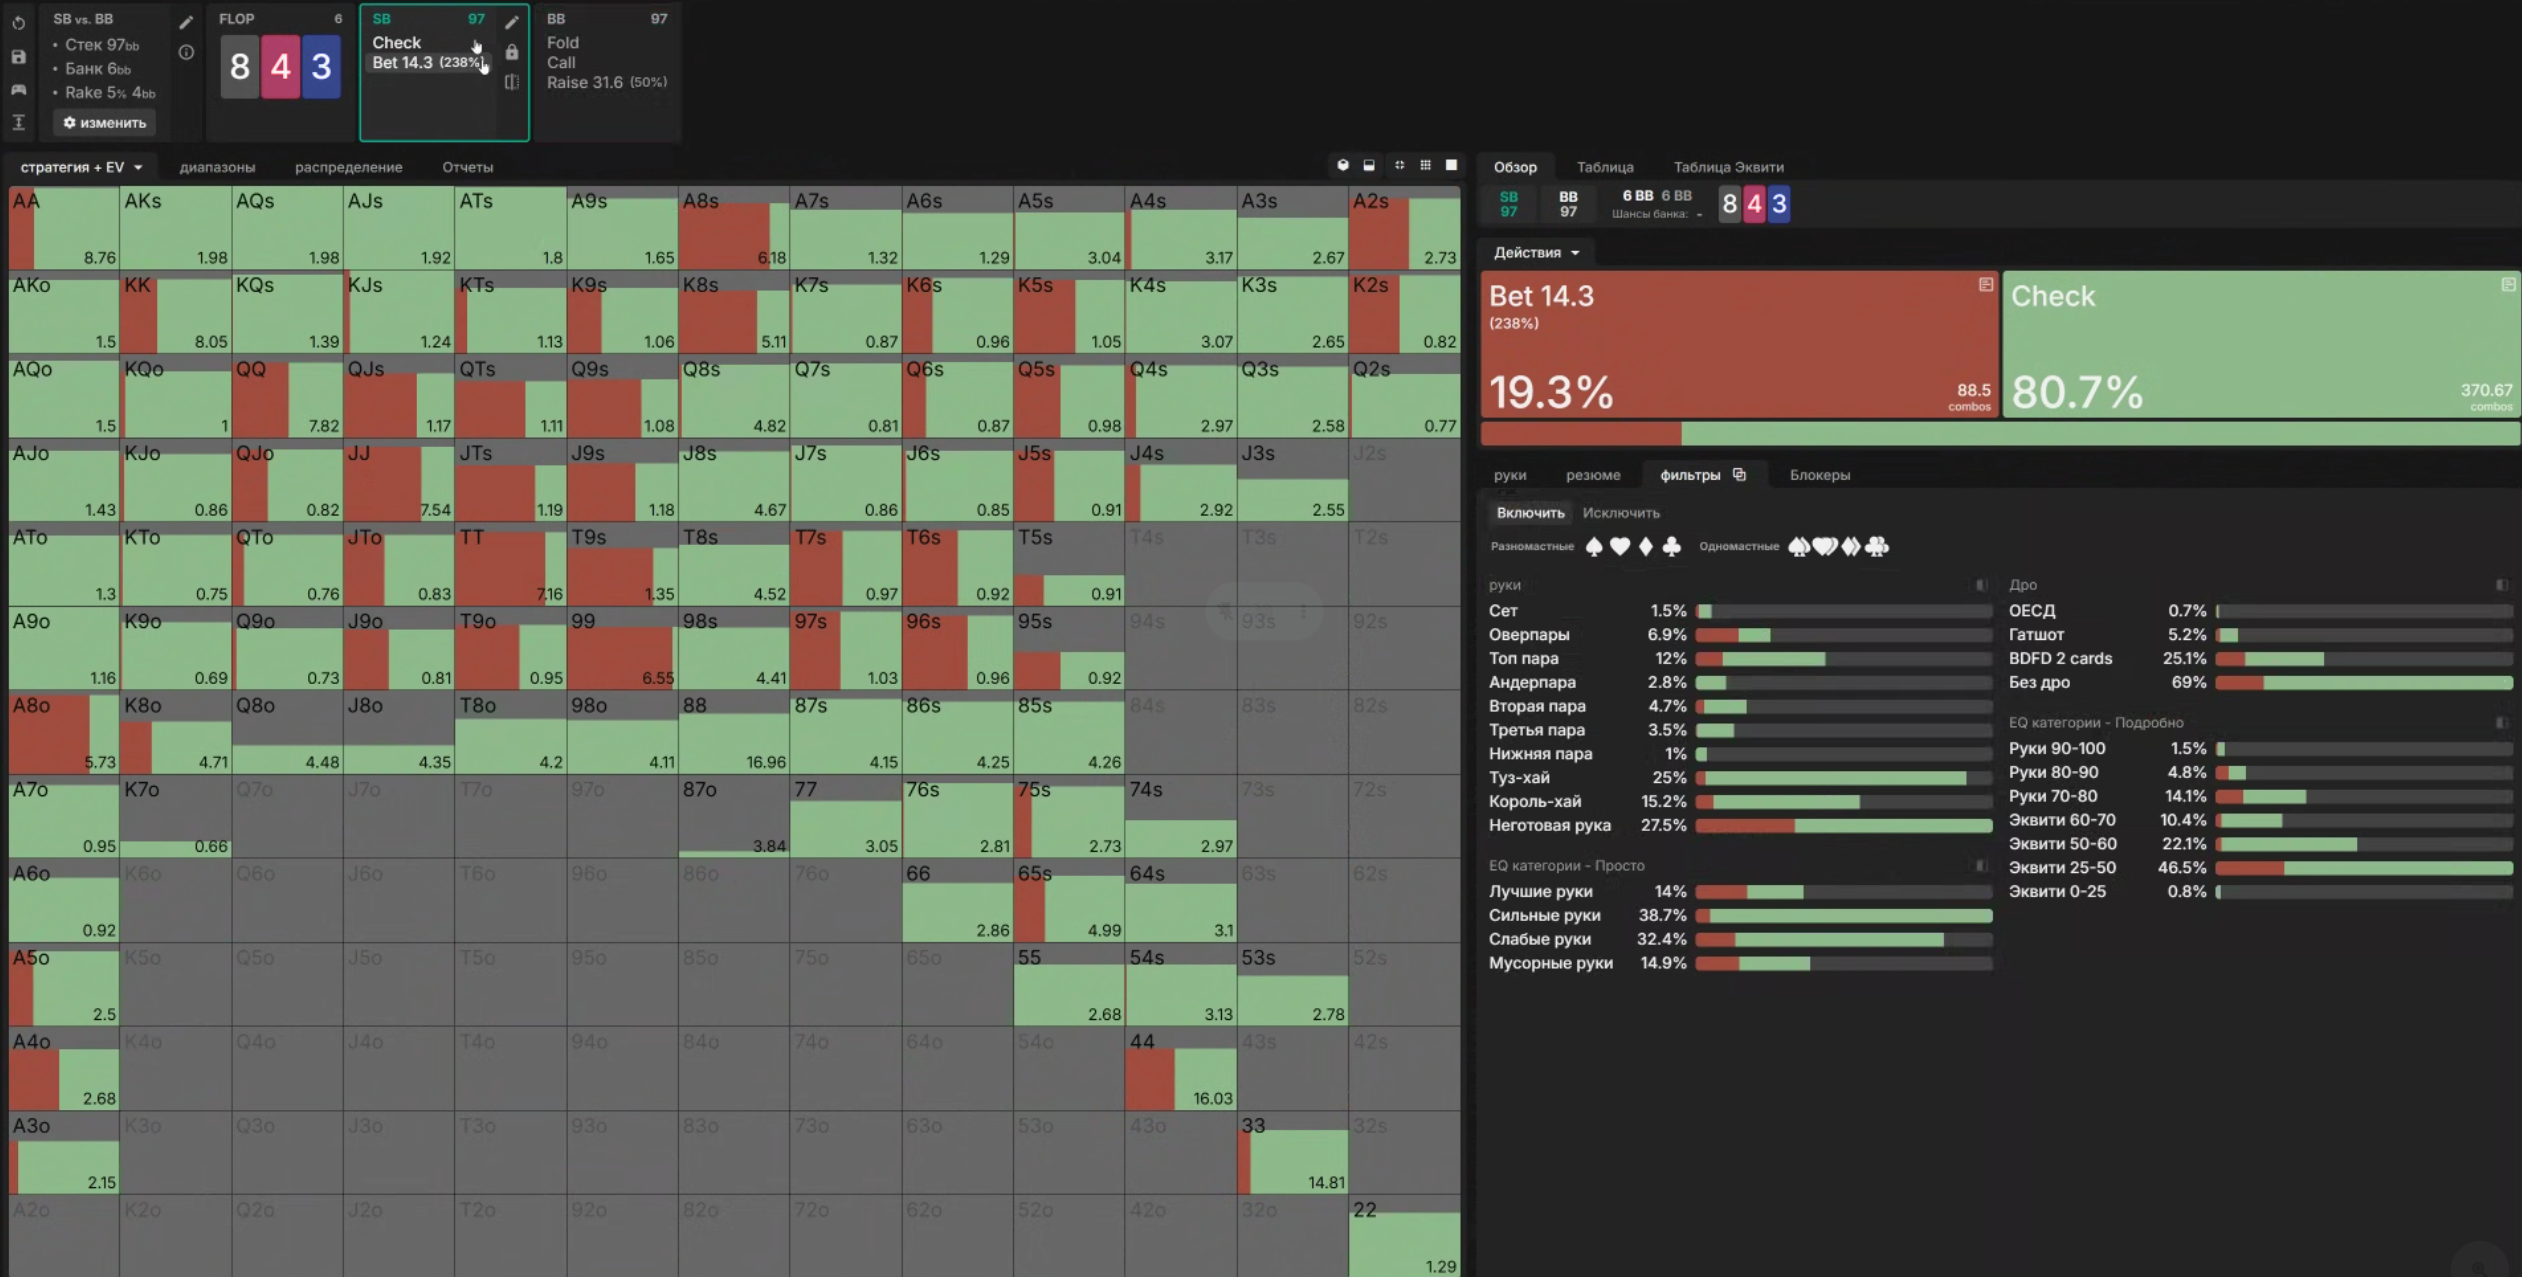 SB vs. BB
• Стек 97bb
• Банк 6bb
• Rake 5% 4bb
изменить
FLOP 6
8 4 3
SB 97
Check
Bet 14.3 (238%)
BB 97
Fold
Call
Raise 31.6 (50%)
стратегия + EV диапазоны распределение Отчеты
AA AKs AQs AJs ATs A9s A8s A7s A6s A5s A4s A3s A2s
8.76 1.98 1.98 1.92 1.8 1.65 6.18 1.32 1.29 3.04 3.17 2.67 2.73
AKo KK KQs KJs KTs K9s K8s K7s K6s K5s K4s K3s K2s
1.5 8.05 1.39 1.24 1.13 1.06 5.11 0.87 0.96 1.05 3.07 2.65 0.82
AQo KQo QQ QJs QTs Q9s Q8s Q7s Q6s Q5s Q4s Q3s Q2s
1.5 1 7.82 1.17 1.11 1.08 4.82 0.81 0.87 0.98 2.97 2.58 0.77
AJo KJo QJo JJ JTs J9s J8s J7s J6s J5s J4s J3s J2s
1.43 0.86 0.82 7.54 1.19 1.18 4.67 0.86 0.85 0.91 2.92 2.55
ATo KTo QTo JTo TT T9s T8s T7s T6s T5s T4s T3s T2s
1.3 0.75 0.76 0.83 7.16 1.35 4.52 0.97 0.92 0.91
A9o K9o Q9o J9o T9o 99 98s 97s 96s 95s 94s 93s 92s
1.16 0.69 0.73 0.81 0.95 6.55 4.41 1.03 0.96 0.92
A8o K8o Q8o J8o T8o 98o 88 87s 86s 85s 84s 83s 82s
5.73 4.71 4.48 4.35 4.2 4.11 16.96 4.15 4.25 4.26
A7o K7o Q7o J7o T7o 97o 87o 77 76s 75s 74s 73s 72s
0.95 0.66 3.84 3.05 2.81 2.73 2.97
A6o K6o Q6o J6o T6o 96o 86o 76o 66 65s 64s 63s 62s
0.92 2.86 4.99 3.1
A5o K5o Q5o J5o T5o 95o 85o 75o 65o 55 54s 53s 52s
2.5 2.68 3.13 2.78
A4o K4o Q4o J4o T4o 94o 84o 74o 64o 54o 44 43s 42s
2.68 16.03
A3o K3o Q3o J3o T3o 93o 83o 73o 63o 53o 43o 33 32s
2.15 14.81
A2o K2o Q2o J2o T2o 92o 82o 72o 62o 52o 42o 32o 22
1.29
Обзор Таблица Таблица Эквити
SB 97 BB 97 6 BB 6 BB 8 4 3
Шансы банка: -
Действия
Bet 14.3
(238%)
19.3% 88.5
combos
Check
80.7% 370.67
combos
руки резюме фильтры Блокеры
Включить Исключить
Разномастные Одномастные
руки
Сет 1.5%
Оверпары 6.9%
Топ пара 12%
Андерпара 2.8%
Вторая пара 4.7%
Третья пара 3.5%
Нижняя пара 1%
Туз-хай 25%
Король-хай 15.2%
Неготовая рука 27.5%
EQ категории - Просто
Лучшие руки 14%
Сильные руки 38.7%
Слабые руки 32.4%
Мусорные руки 14.9%
Дро
ОЕСД 0.7%
Гатшот 5.2%
BDFD 2 cards 25.1%
Без дро 69%
EQ категории - Подробно
Руки 90-100 1.5%
Руки 80-90 4.8%
Руки 70-80 14.1%
Эквити 60-70 10.4%
Эквити 50-60 22.1%
Эквити 25-50 46.5%
Эквити 0-25 0.8%